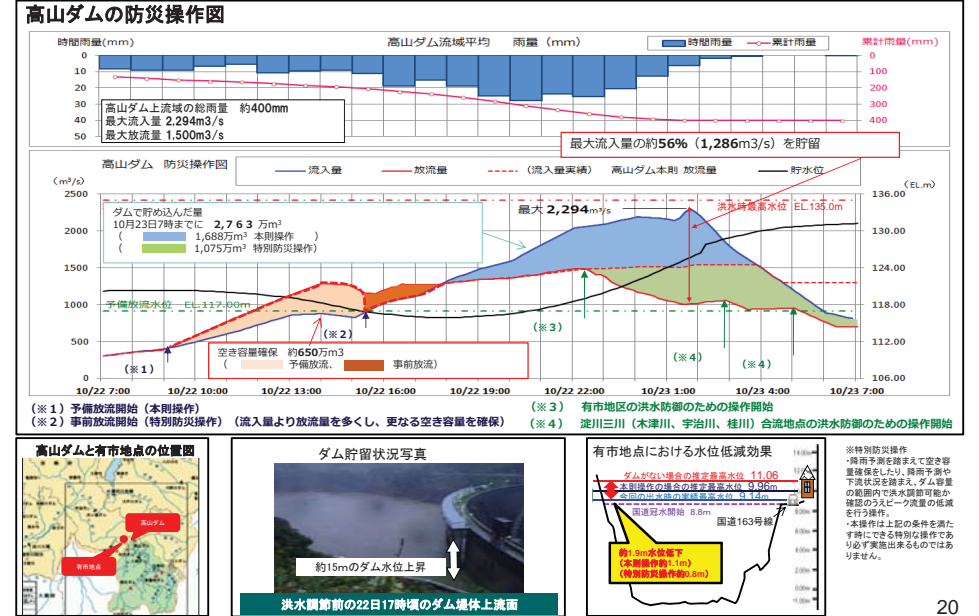 高山ダムの防災操作図
時間雨量(mm)
高山ダム流域平均 雨量（mm）
時間雨量
累計雨量
累計雨量(mm)
0
10
20
30
40
50
0
100
200
300
400
高山ダム上流域の総雨量 約400mm
最大流入量 2,294m3/s
最大放流量 1,500m3/s
最大流入量の約56%（1,286m3/s）を貯留
高山ダム 防災操作図
流入量
放流量
（流入量実績） 高山ダム本則 放流量
貯水位
（m³/s）
（EL.m）
2500
2000
1500
1000
500
0
136.00
130.00
124.00
118.00
112.00
106.00
ダムで貯め込んだ量
10月23日7時までに 2,763 万m³
（ 1,688万m³ 本則操作 ）
（ 1,075万m³ 特別防災操作）
最大 2,294m³/s
洪水時最高水位 EL.135.0m
予備放流水位 EL.117.00m
(※1)
(※2)
(※3)
(※4)
(※4)
空き容量確保 約650万m3
（ 予備放流、 事前放流）
10/22 7:00
10/22 10:00
10/22 13:00
10/22 16:00
10/22 19:00
10/22 22:00
10/23 1:00
10/23 4:00
10/23 7:00
(※1）予備放流開始（本則操作）
(※2）事前放流開始（特別防災操作）（流入量より放流量を多くし、更なる空き容量を確保）
(※3） 有市地区の洪水防御のための操作開始
(※4） 淀川三川（木津川、宇治川、桂川）合流地点の洪水防御のための操作開始
高山ダムと有市地点の位置図
高山ダム
有市地点
ダム貯留状況写真
約15mのダム水位上昇
洪水調節前の22日17時頃のダム堤体上流面
有市地点における水位低減効果
ダムがない場合の推定最高水位 11.06
本則操作の場合の推定最高水位 9.96m
今回の出水時の実績最高水位 9.14m
国道冠水開始 8.8m
国道163号線
約1.9m水位低下
（本則操作約1.1m）
（特別防災操作約0.8m）
※特別防災操作
・降雨予測を踏まえて空き容
量確保をしたり、降雨予測や
下流状況を踏まえ、ダム容量
の範囲内で洪水調節可能か
確認のうえピーク流量の低減
を行う操作。
・本操作は上記の条件を満た
す時にできる特別な操作であ
り必ず実施出来るものではあ
りません。
20